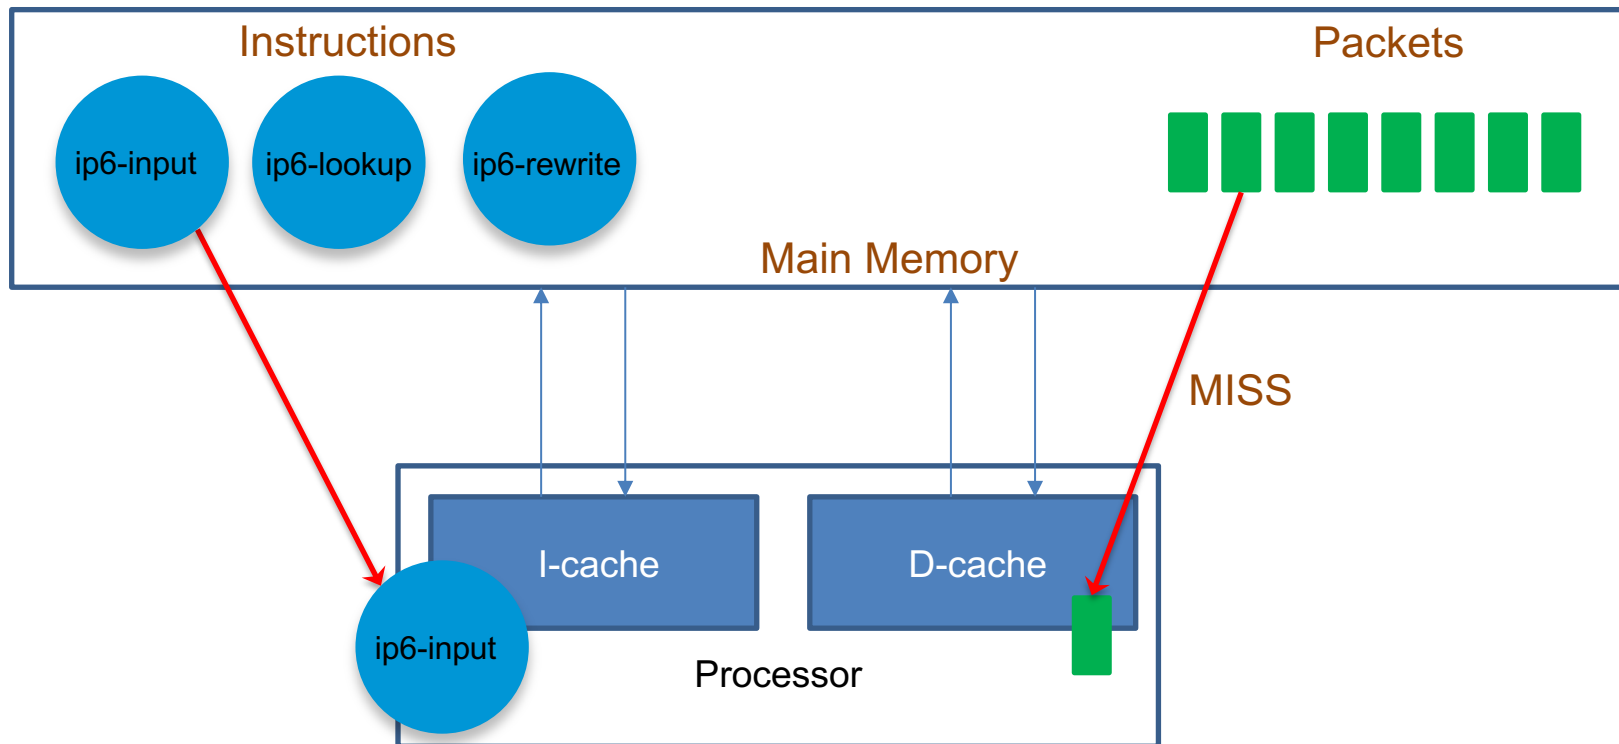 Instructions
Packets
ip6-input
ip6-lookup
ip6-rewrite
Main Memory
MISS
I-cache
D-cache
ip6-input
Processor